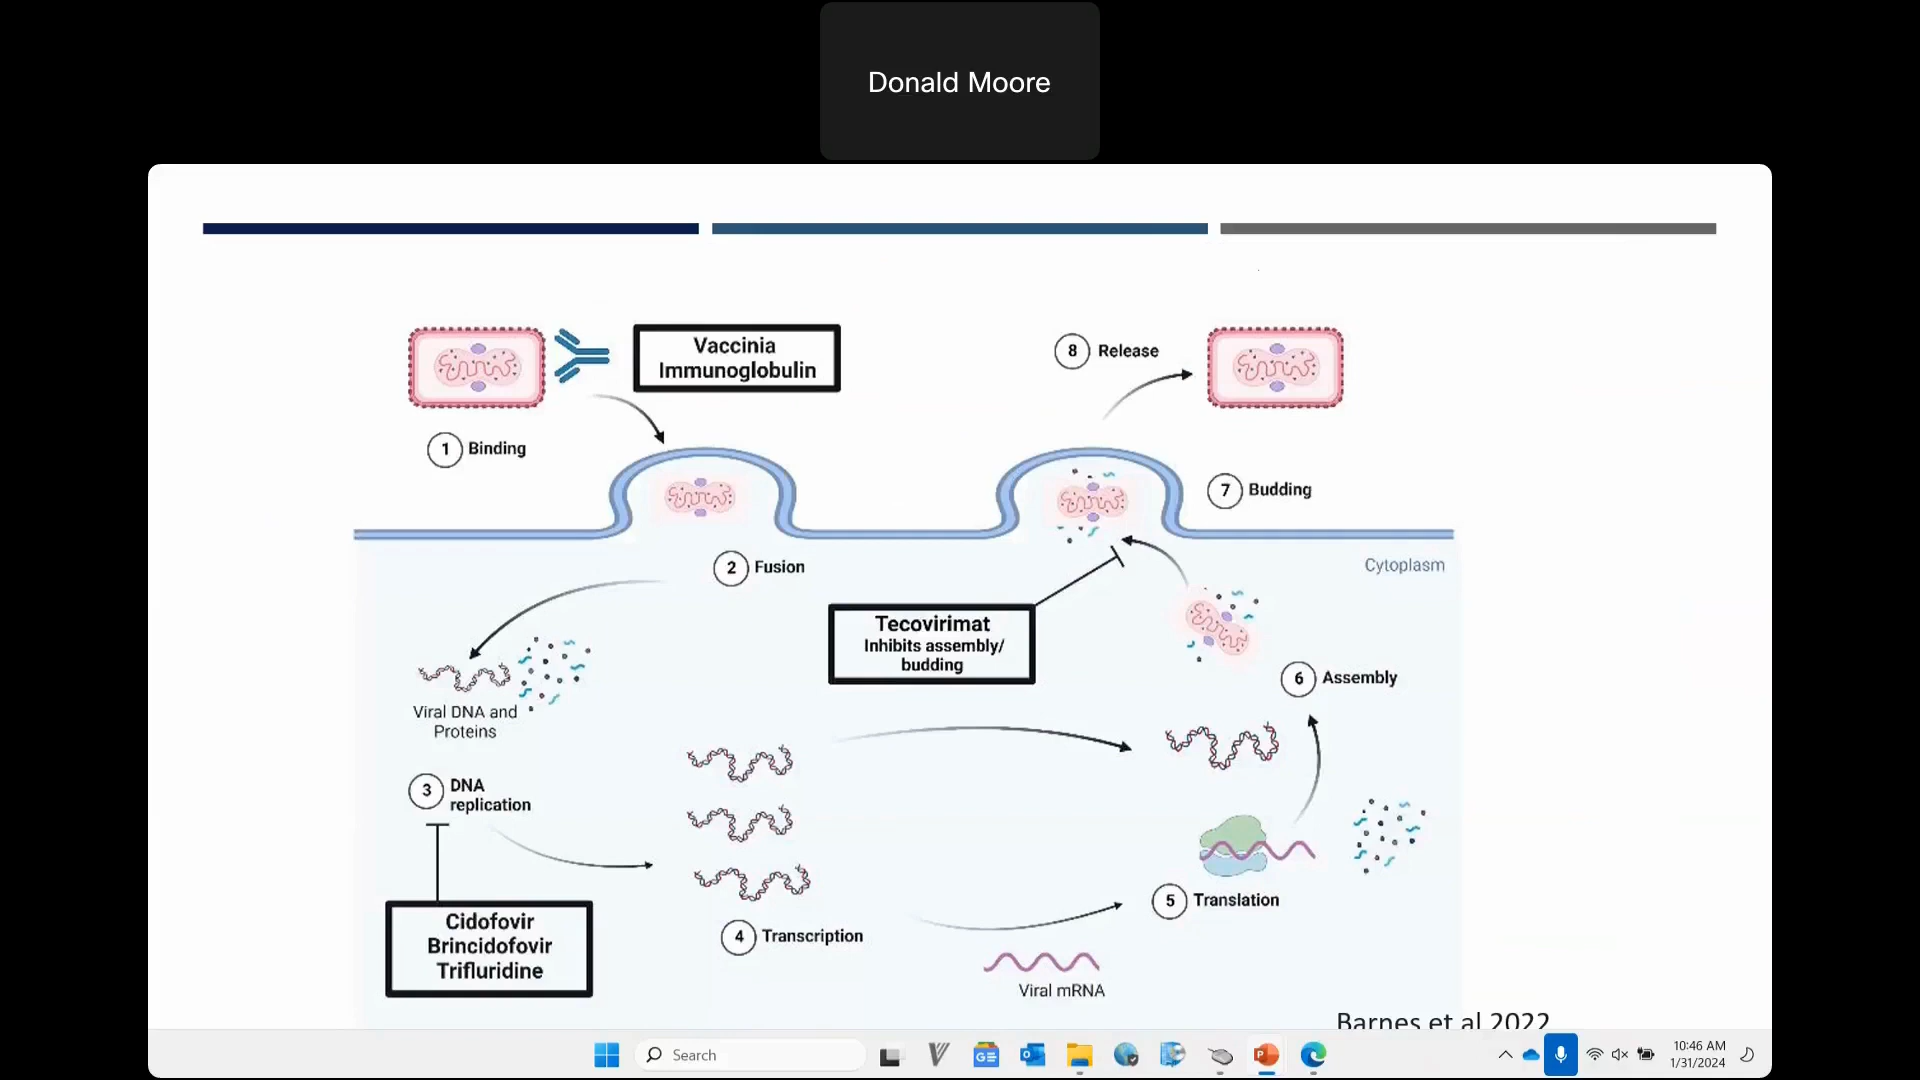 Donald Moore
Vaccinia
Immunoglobulin
8 Release
1 Binding
7 Budding
2 Fusion
Cytoplasm
Tecovirimat
Inhibits assembly/
budding
6 Assembly
Viral DNA and
Proteins
3 DNA
replication
5 Translation
Cidofovir
Brincidofovir
Trifluridine
4 Transcription
Viral mRNA
Barnes et al 2022
Search
GE
10:46 AM
1/31/2024